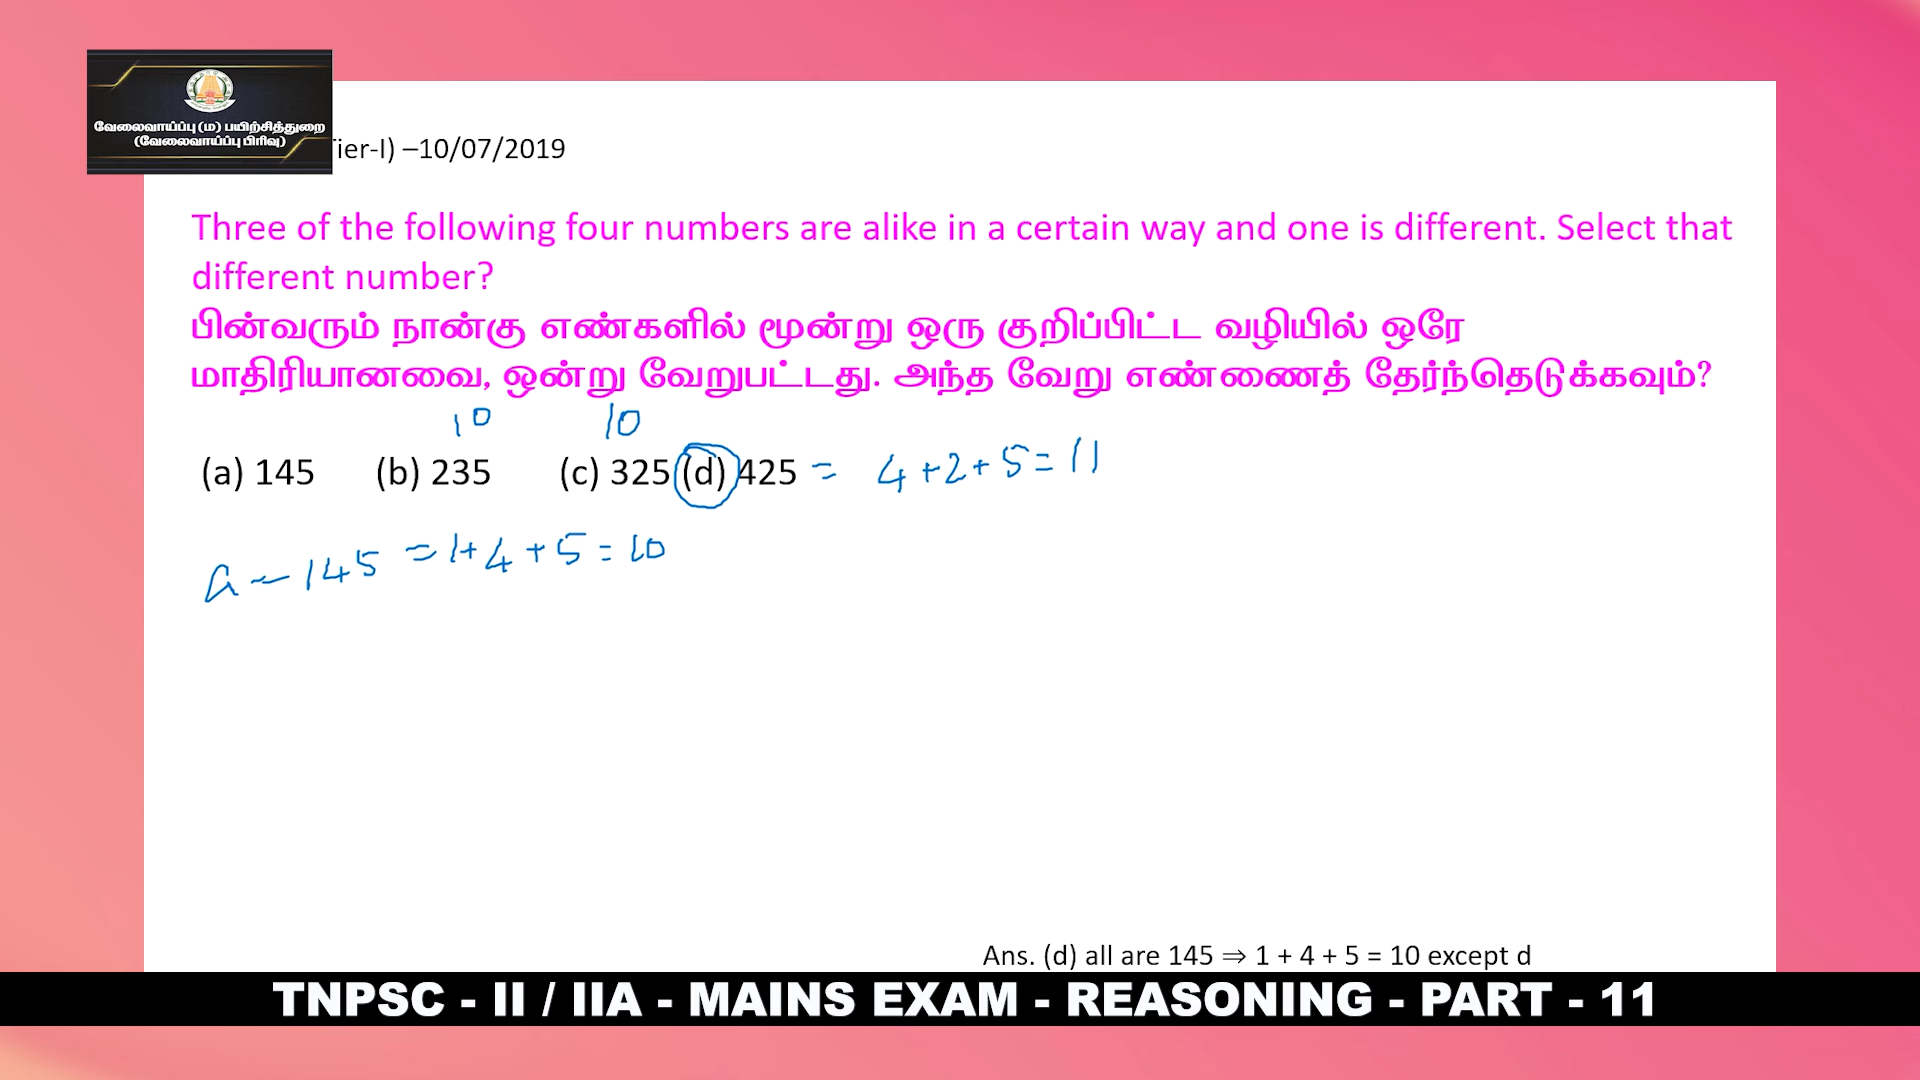 வேலைவாய்ப்பு (ம) பயிற்சித்துறை
(வேலைவாய்ப்பு பிரிவு)
Tier-I) –10/07/2019
Three of the following four numbers are alike in a certain way and one is different. Select that
different number?
பின்வரும் நான்கு எண்களில் மூன்று ஒரு குறிப்பிட்ட வழியில் ஒரே
மாதிரியானவை, ஒன்று வேறுபட்டது. அந்த வேறு எண்ணைத் தேர்ந்தெடுக்கவும்?
10 10
(a) 145 (b) 235 (c) 325 (d) 425 = 4+2+5=11
a – 145 = 1+4+5=10
Ans. (d) all are 145 ⇒ 1 + 4 + 5 = 10 except d
TNPSC - II / IIA - MAINS EXAM - REASONING - PART - 11